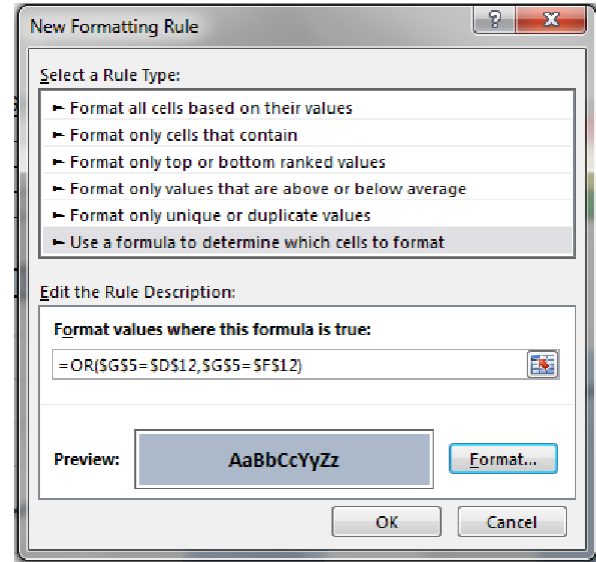 New Formatting Rule
?
X
Select a Rule Type:
► Format all cells based on their values
► Format only cells that contain
► Format only top or bottom ranked values
► Format only values that are above or below average
► Format only unique or duplicate values
► Use a formula to determine which cells to format
Edit the Rule Description:
Format values where this formula is true:
=OR($G$5=$D$12,$G$5=$F$12)
Preview:
AaBbCcYyZz
Format...
OK
Cancel